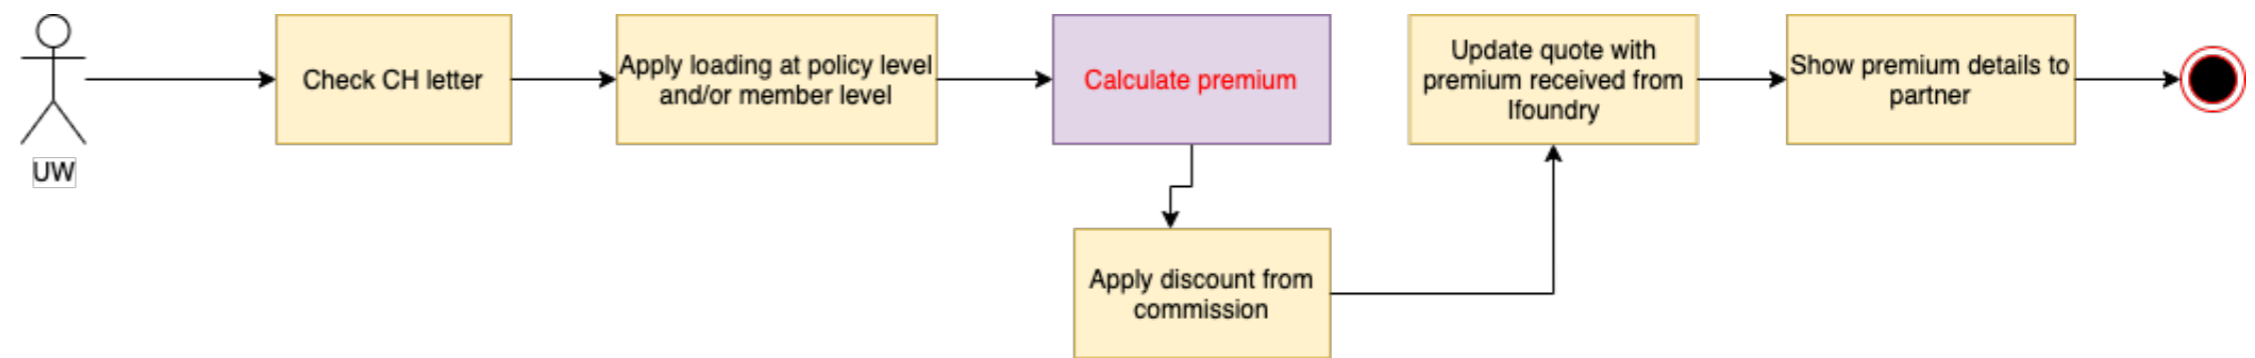 UW
Check CH letter
Apply loading at policy level
and/or member level
Calculate premium
Apply discount from
commission
Update quote with
premium received from
Ifoundry
Show premium details to
partner